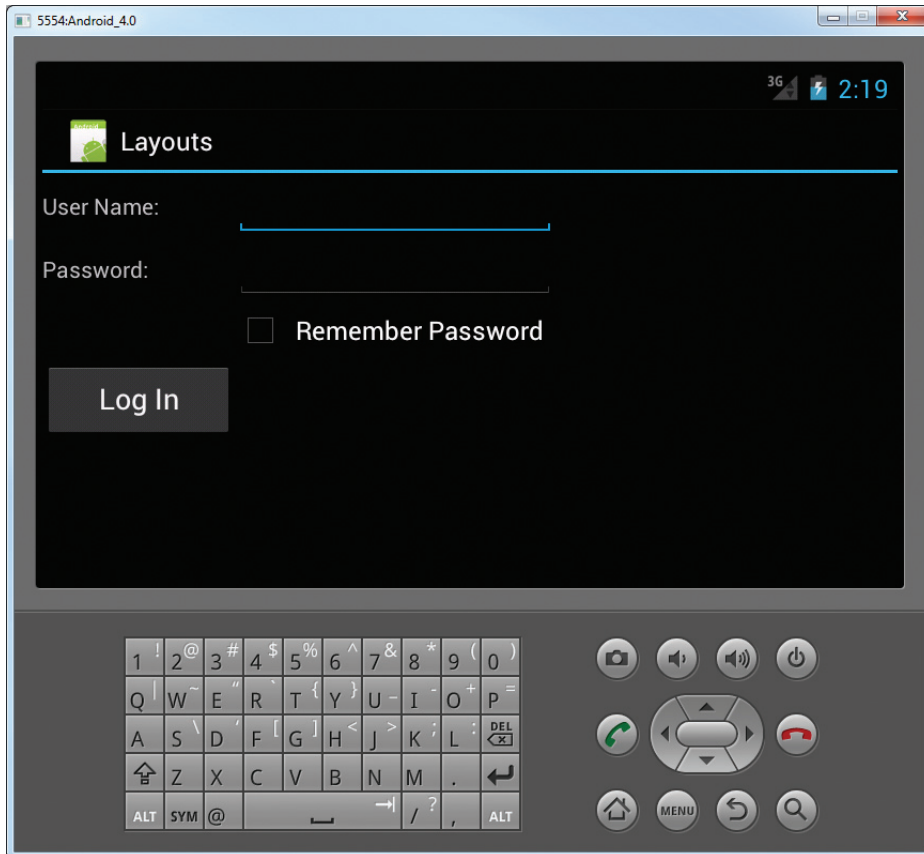 5554:Android_4.0
3G 2:19
Android
Layouts
User Name:
Password:
Remember Password
Log In
1 ! 2 @ 3 # 4 $ 5 % 6 ^ 7 & 8 * 9 ( 0 )
Q | W ~ E " R ` T { Y } U _ I - O + P =
A S \ D ' F [ G ] H < J > K ; L : DEL
Z X C V B N M .
ALT SYM @ / ? , ALT
MENU